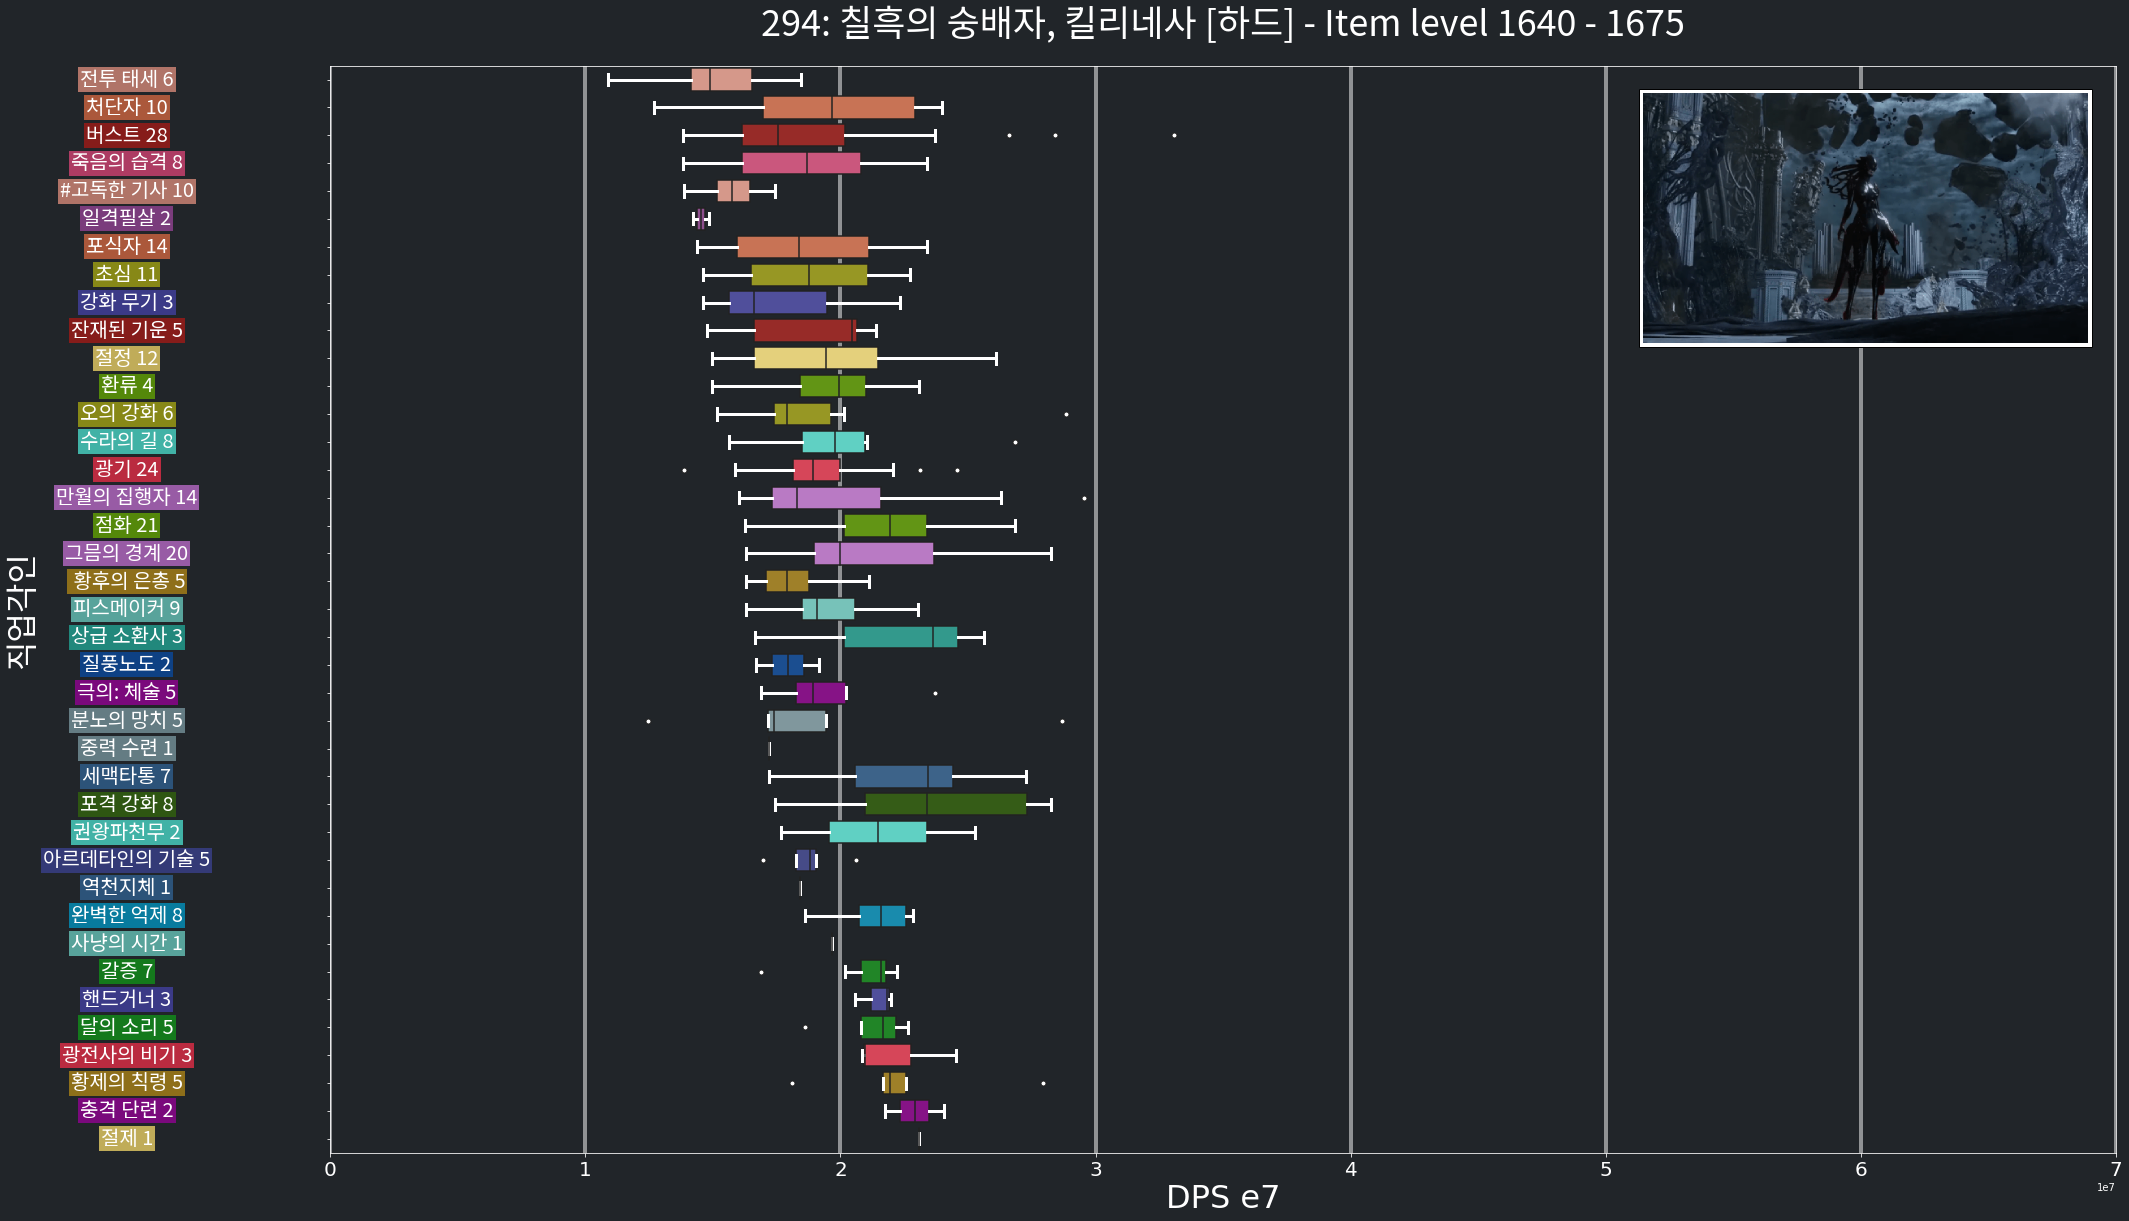 294: 칠흑의 숭배자, 킬리네사 [하드] - Item level 1640 - 1675
전투 태세 6
처단자 10
버스트 28
죽음의 습격 8
#고독한 기사 10
일격필살 2
포식자 14
초심 11
강화 무기 3
잔재된 기운 5
절정 12
환류 4
오의 강화 6
수라의 길 8
광기 24
만월의 집행자 14
점화 21
그믐의 경계 20
황후의 은총 5
피스메이커 9
상급 소환사 3
질풍노도 2
극의: 체술 5
분노의 망치 5
중력 수련 1
세맥타통 7
포격 강화 8
권왕파천무 2
아르데타인의 기술 5
역천지체 1
완벽한 억제 8
사냥의 시간 1
갈증 7
핸드거너 3
달의 소리 5
광전사의 비기 3
황제의 칙령 5
충격 단련 2
절제 1
직업각인
0 1 2 3 4 5 6 7
1e7
DPS e7